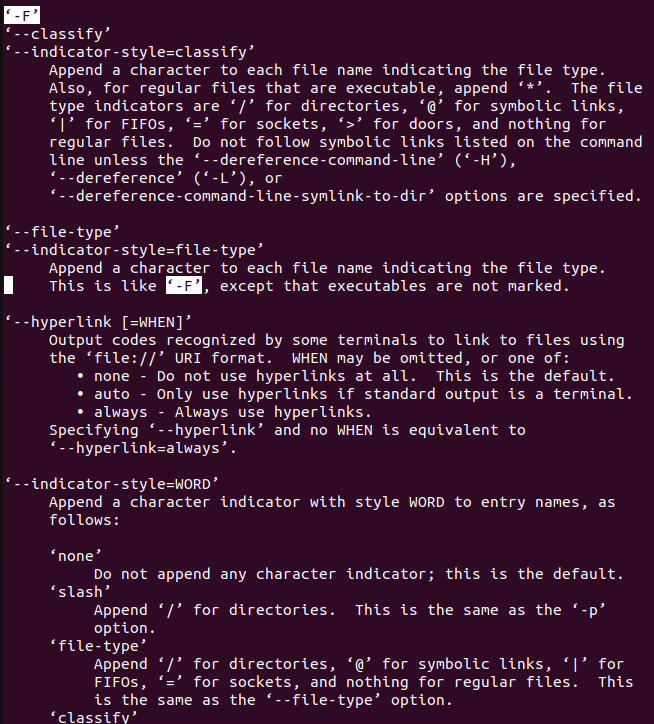 ‘-F’
‘--classify’
‘--indicator-style=classify’
Append a character to each file name indicating the file type.
Also, for regular files that are executable, append ‘*’.  The file
type indicators are ‘/’ for directories, ‘@’ for symbolic links,
‘|’ for FIFOs, ‘=’ for sockets, ‘>’ for doors, and nothing for
regular files.  Do not follow symbolic links listed on the command
line unless the ‘--dereference-command-line’ (‘-H’),
‘--dereference’ (‘-L’), or
‘--dereference-command-line-symlink-to-dir’ options are specified.
‘--file-type’
‘--indicator-style=file-type’
Append a character to each file name indicating the file type.
This is like ‘-F’, except that executables are not marked.
‘--hyperlink [=WHEN]’
Output codes recognized by some terminals to link to files using
the ‘file://’ URI format.  WHEN may be omitted, or one of:
• none - Do not use hyperlinks at all.  This is the default.
• auto - Only use hyperlinks if standard output is a terminal.
• always - Always use hyperlinks.
Specifying ‘--hyperlink’ and no WHEN is equivalent to
‘--hyperlink=always’.
‘--indicator-style=WORD’
Append a character indicator with style WORD to entry names, as
follows:
‘none’
Do not append any character indicator; this is the default.
‘slash’
Append ‘/’ for directories.  This is the same as the ‘-p’
option.
‘file-type’
Append ‘/’ for directories, ‘@’ for symbolic links, ‘|’ for
FIFOs, ‘=’ for sockets, and nothing for regular files.  This
is the same as the ‘--file-type’ option.
‘classify’